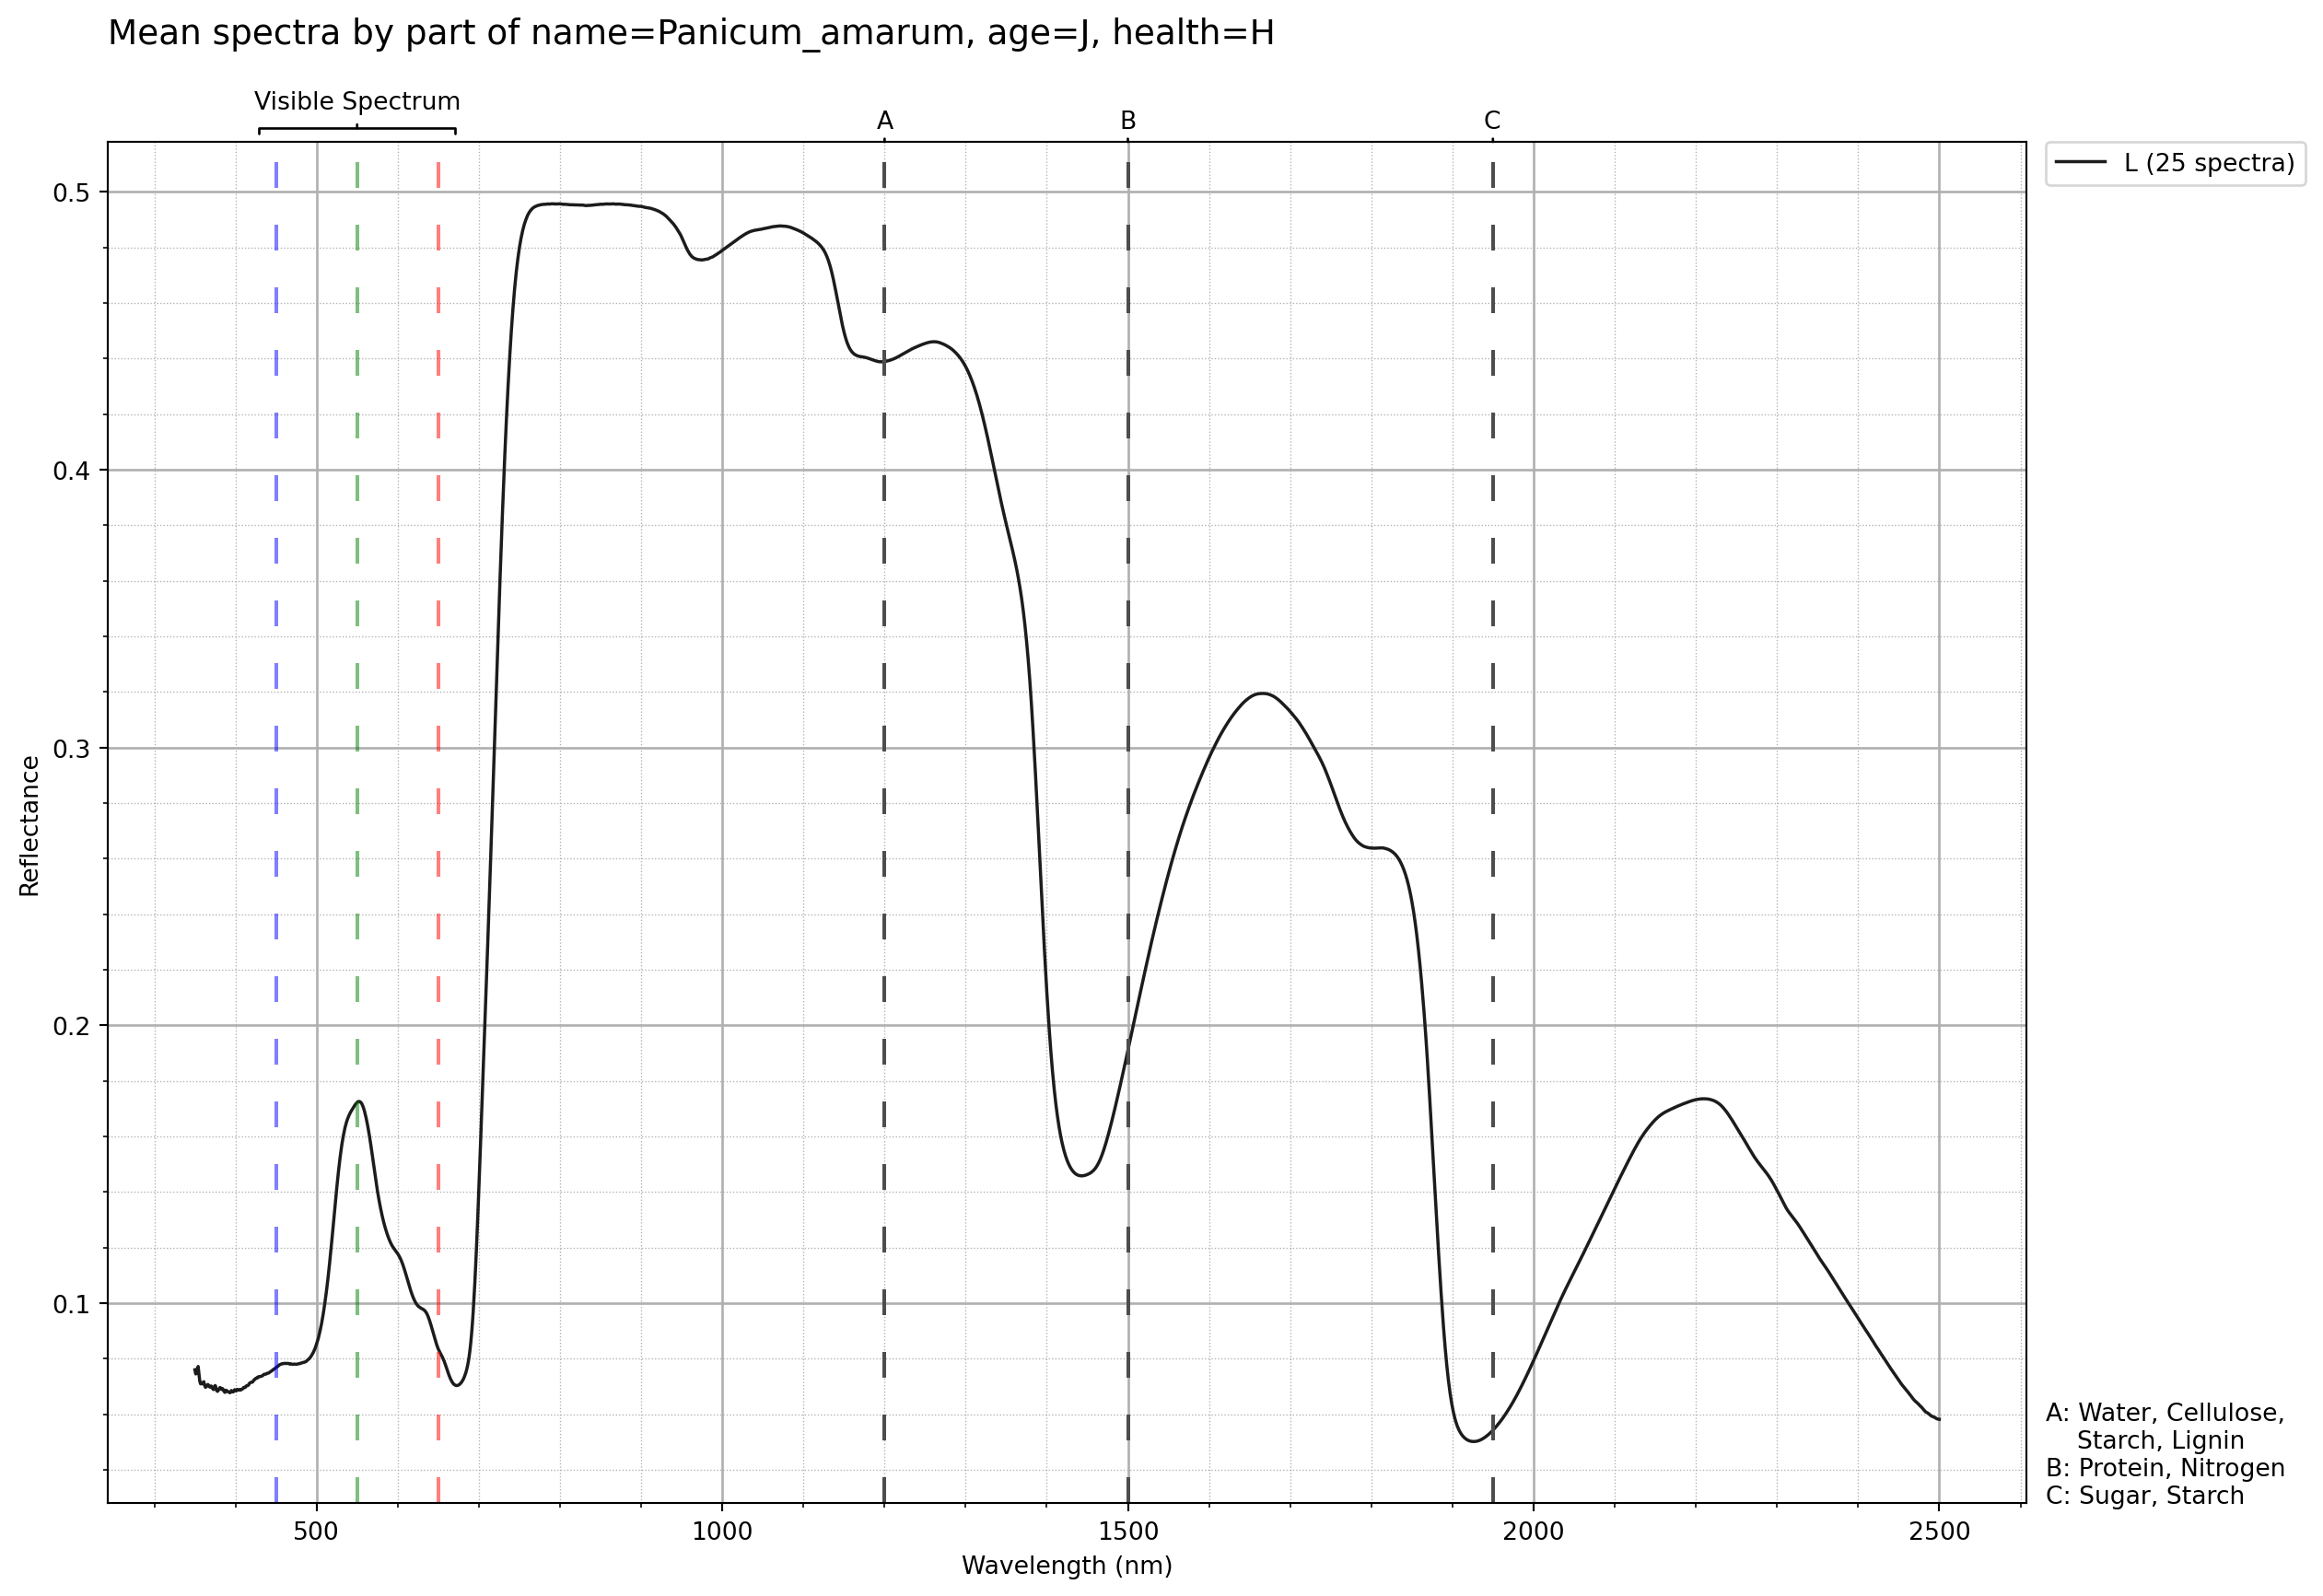 Mean spectra by part of name=Panicum_amarum, age=J, health=H
Visible Spectrum
A
B
C
L (25 spectra)
0.5
0.4
0.3
0.2
0.1
Reflectance
500
1000
1500
2000
2500
Wavelength (nm)
A: Water, Cellulose,
Starch, Lignin
B: Protein, Nitrogen
C: Sugar, Starch